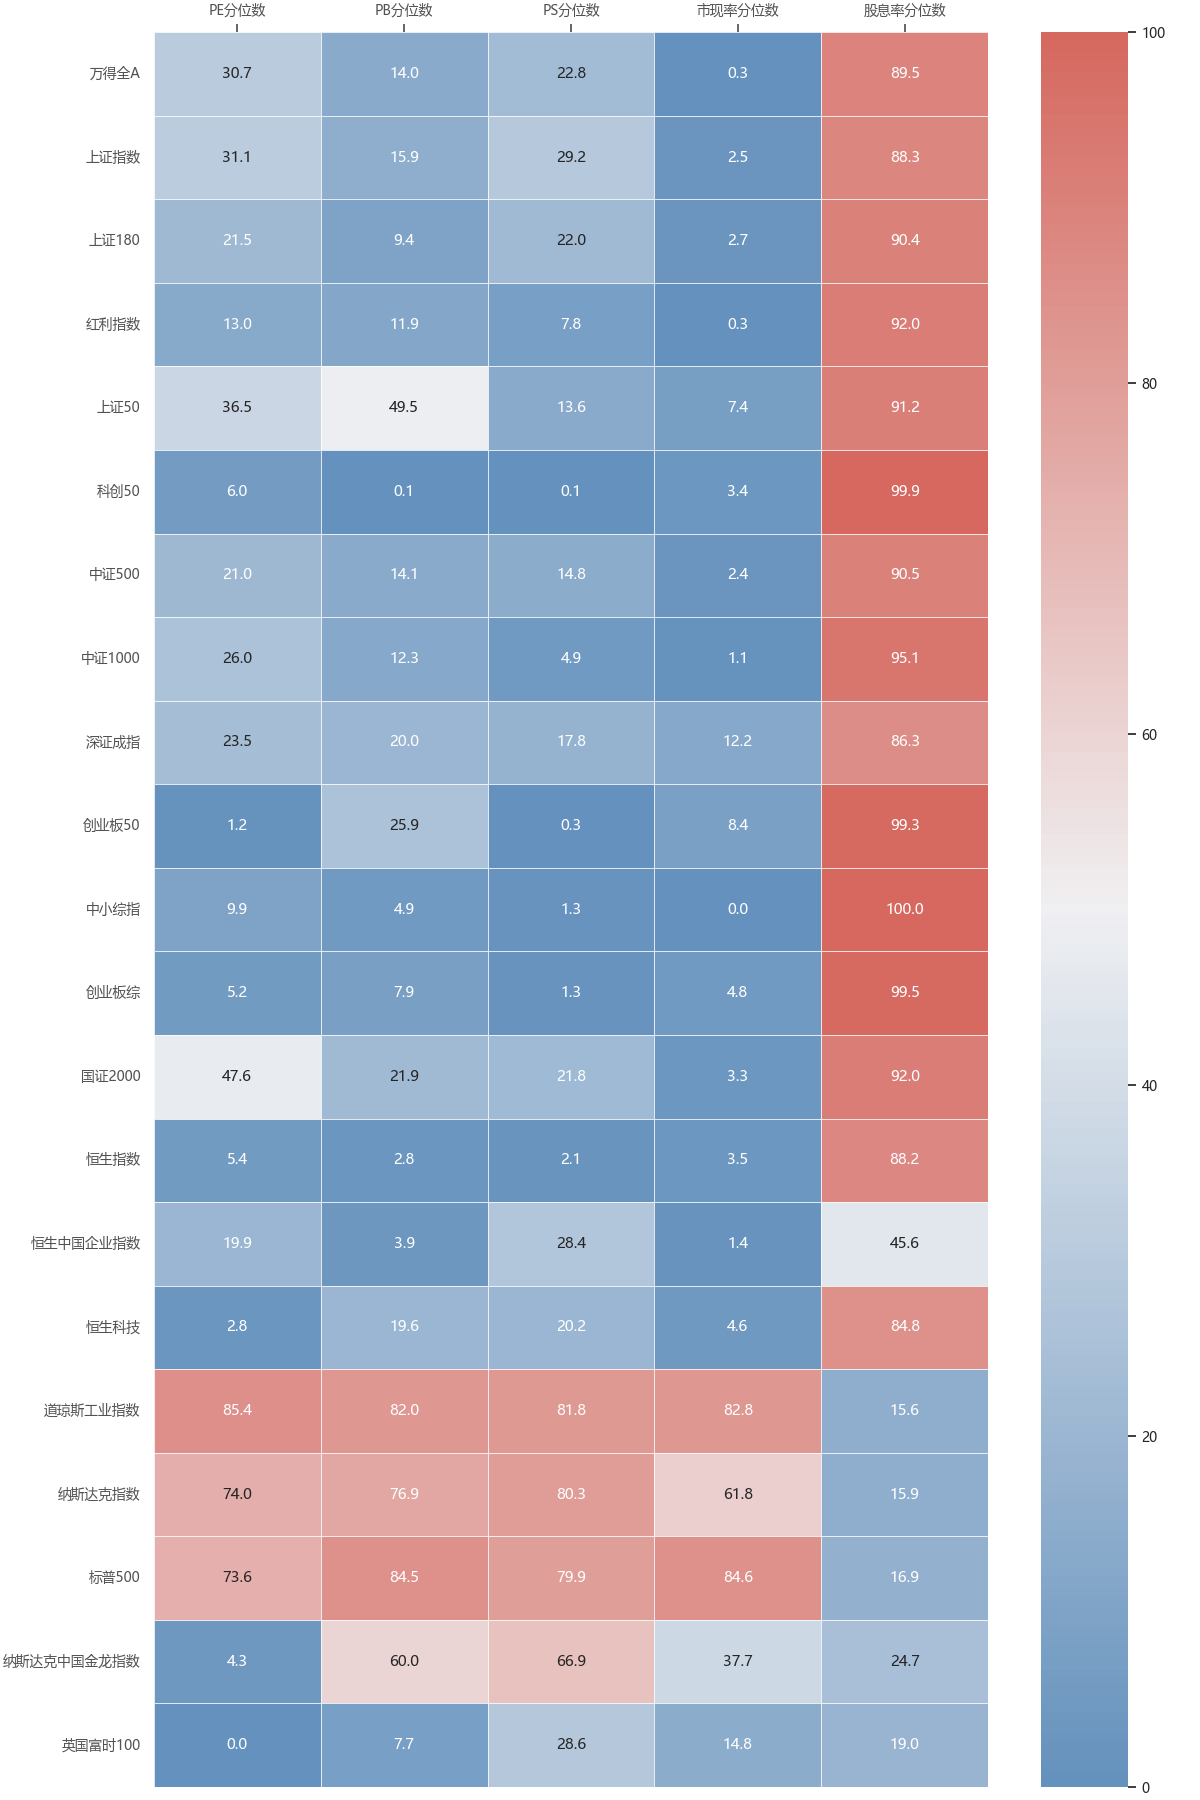 PE分位数 PB分位数 PS分位数 市现率分位数 股息率分位数
100
万得全A 30.7 14.0 22.8 0.3 89.5
上证指数 31.1 15.9 29.2 2.5 88.3
上证180 21.5 9.4 22.0 2.7 90.4
红利指数 13.0 11.9 7.8 0.3 92.0
80
上证50 36.5 49.5 13.6 7.4 91.2
科创50 6.0 0.1 0.1 3.4 99.9
中证500 21.0 14.1 14.8 2.4 90.5
中证1000 26.0 12.3 4.9 1.1 95.1
60
深证成指 23.5 20.0 17.8 12.2 86.3
创业板50 1.2 25.9 0.3 8.4 99.3
中小综指 9.9 4.9 1.3 0.0 100.0
创业板综 5.2 7.9 1.3 4.8 99.5
国证2000 47.6 21.9 21.8 3.3 92.0
40
恒生指数 5.4 2.8 2.1 3.5 88.2
恒生中国企业指数 19.9 3.9 28.4 1.4 45.6
恒生科技 2.8 19.6 20.2 4.6 84.8
道琼斯工业指数 85.4 82.0 81.8 82.8 15.6
20
纳斯达克指数 74.0 76.9 80.3 61.8 15.9
标普500 73.6 84.5 79.9 84.6 16.9
纳斯达克中国金龙指数 4.3 60.0 66.9 37.7 24.7
英国富时100 0.0 7.7 28.6 14.8 19.0
0